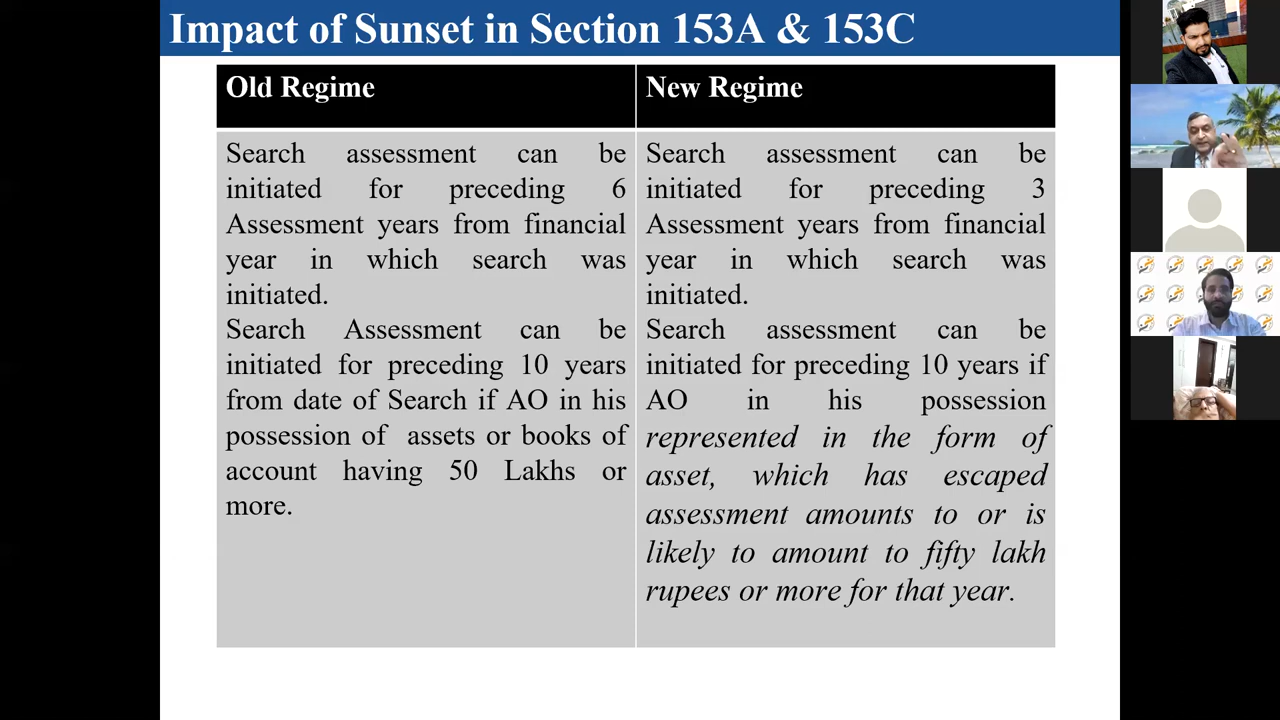 Impact of Sunset in Section 153A & 153C
Old Regime
Search assessment can be
initiated for preceding 6
Assessment years from financial
year in which search was
initiated.
Search Assessment can be
initiated for preceding 10 years
from date of Search if AO in his
possession of assets or books of
account having 50 Lakhs or
more.
New Regime
Search assessment can be
initiated for preceding 3
Assessment years from financial
year in which search was
initiated.
Search assessment can be
initiated for preceding 10 years if
AO in his possession
represented in the form of
asset, which has escaped
assessment amounts to or is
likely to amount to fifty lakh
rupees or more for that year.